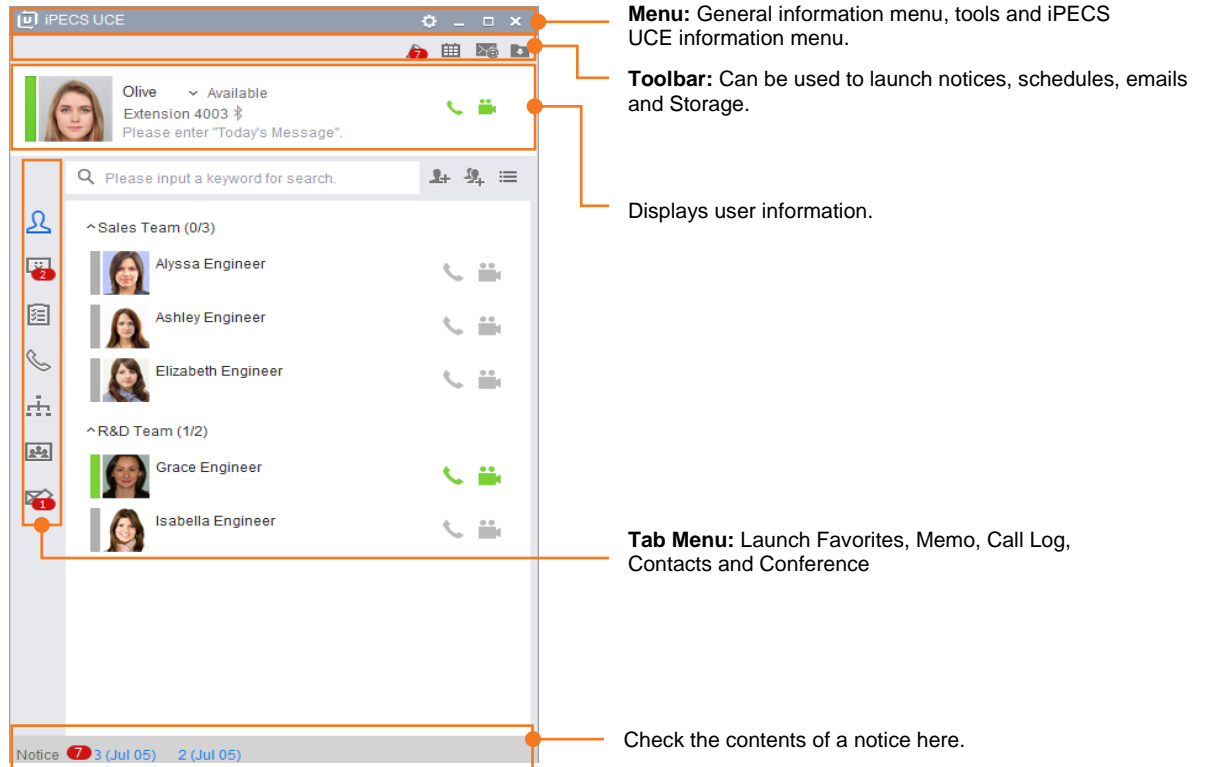 iPECS UCE
7
Olive Available
Extension 4003
Please enter "Today's Message".
Please input a keyword for search.
Sales Team (0/3)
Alyssa Engineer
2
Ashley Engineer
Elizabeth Engineer
R&D Team (1/2)
Grace Engineer
1
Isabella Engineer
Notice 7 3 (Jul 05) 2 (Jul 05)
Menu: General information menu, tools and iPECS
UCE information menu.
Toolbar: Can be used to launch notices, schedules, emails
and Storage.
Displays user information.
Tab Menu: Launch Favorites, Memo, Call Log,
Contacts and Conference
Check the contents of a notice here.